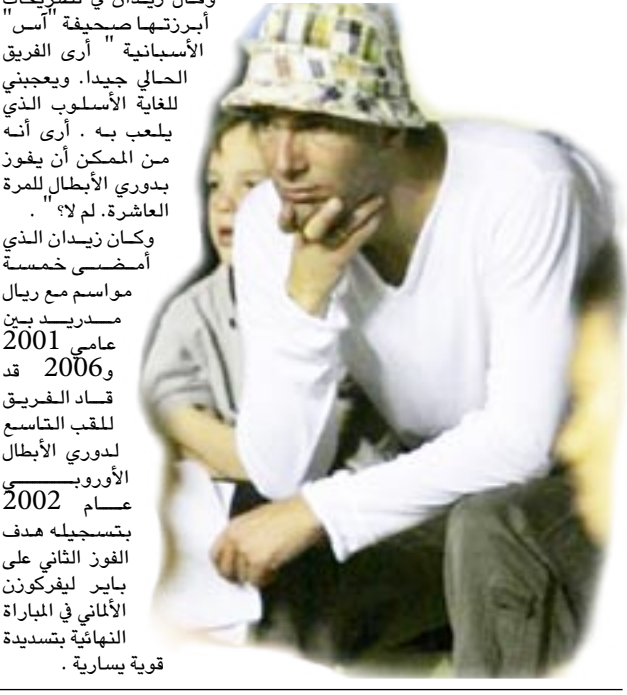 وقال زيدان في تصريحات
أبرزتها صحيفة "آس"
الأسبانية " أرى الفريق
الحالي جيدا. ويعجبني
للغاية الأسلوب الذي
يلعب به . أرى أنه
من الممكن أن يفوز
بدوري الأبطال للمرة
العاشرة. لم لا؟ " .
وكان زيدان الذي
أمضى خمسة
مواسم مع ريال
مدريد بين
عامي 2001
و2006 قد
قاد الفريق
للقب التاسع
لدوري الأبطال
الأوروبي
عام 2002
بتسجيله هدف
الفوز الثاني على
باير ليفركوزن
الألماني في المباراة
النهائية بتسديدة
قوية يسارية .